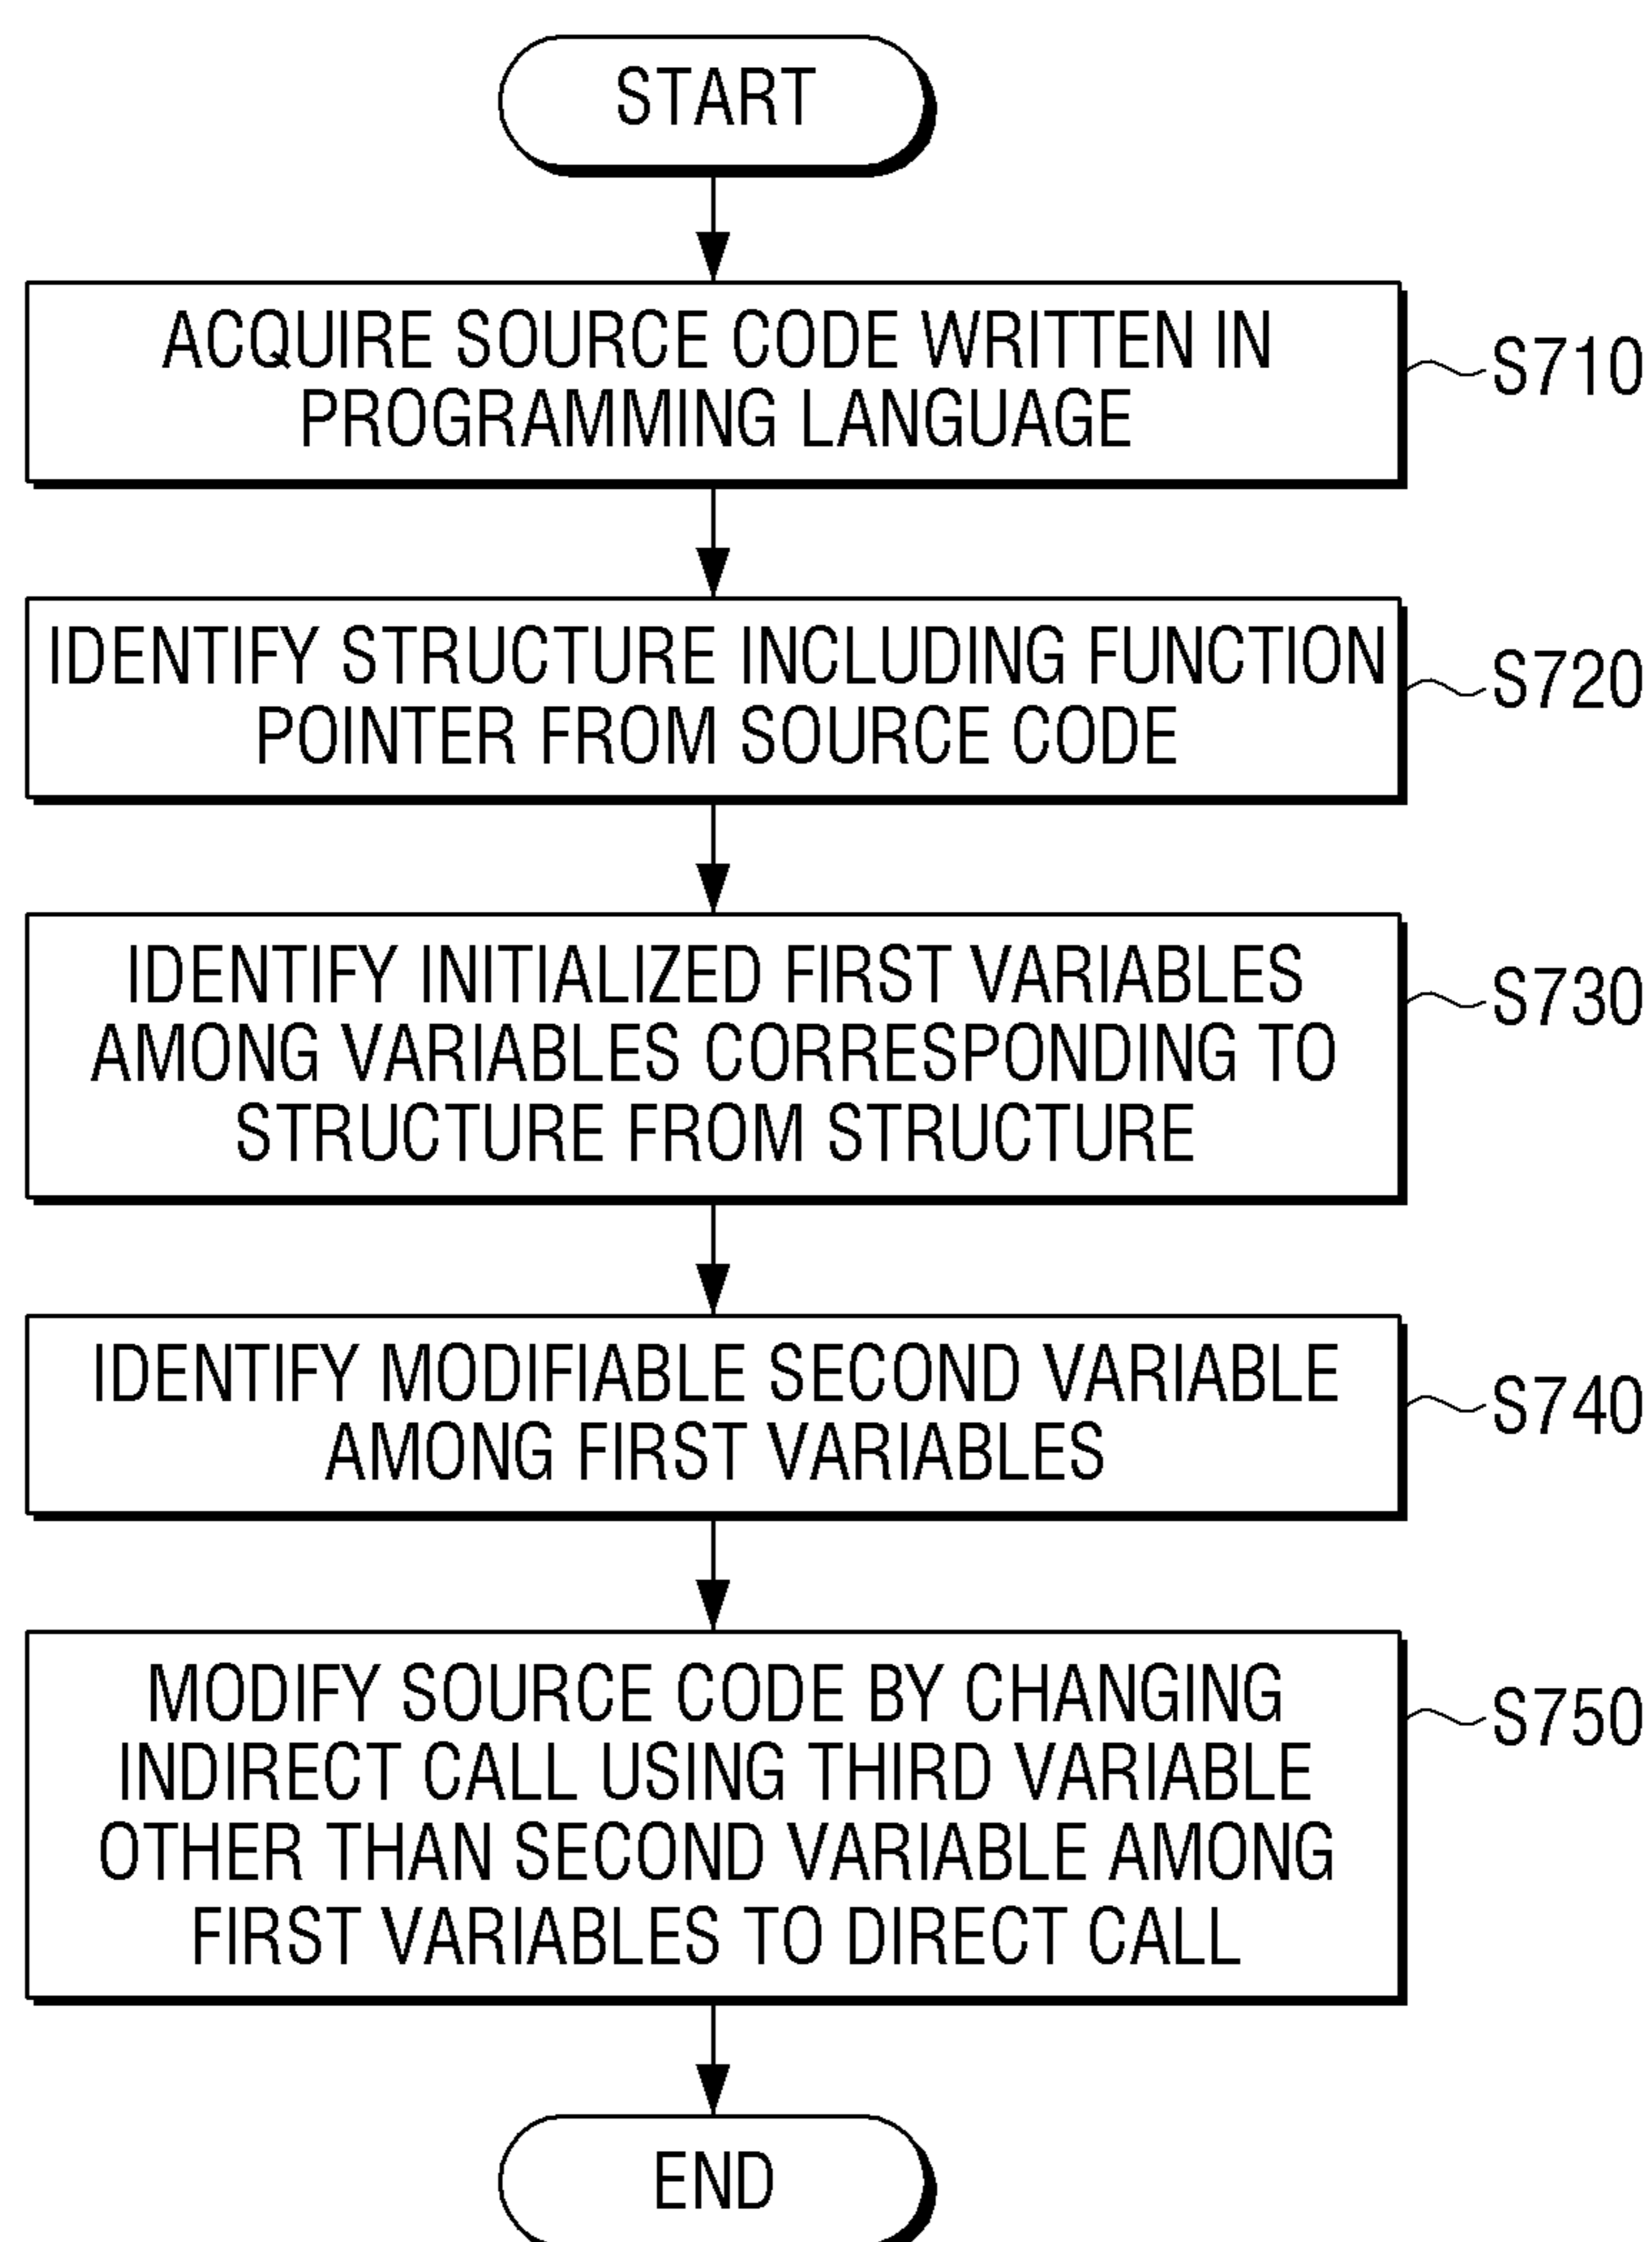 START
ACQUIRE SOURCE CODE WRITTEN IN
PROGRAMMING LANGUAGE
S710
IDENTIFY STRUCTURE INCLUDING FUNCTION
POINTER FROM SOURCE CODE
S720
IDENTIFY INITIALIZED FIRST VARIABLES
AMONG VARIABLES CORRESPONDING TO
STRUCTURE FROM STRUCTURE
S730
IDENTIFY MODIFIABLE SECOND VARIABLE
AMONG FIRST VARIABLES
S740
MODIFY SOURCE CODE BY CHANGING
INDIRECT CALL USING THIRD VARIABLE
OTHER THAN SECOND VARIABLE AMONG
FIRST VARIABLES TO DIRECT CALL
S750
END